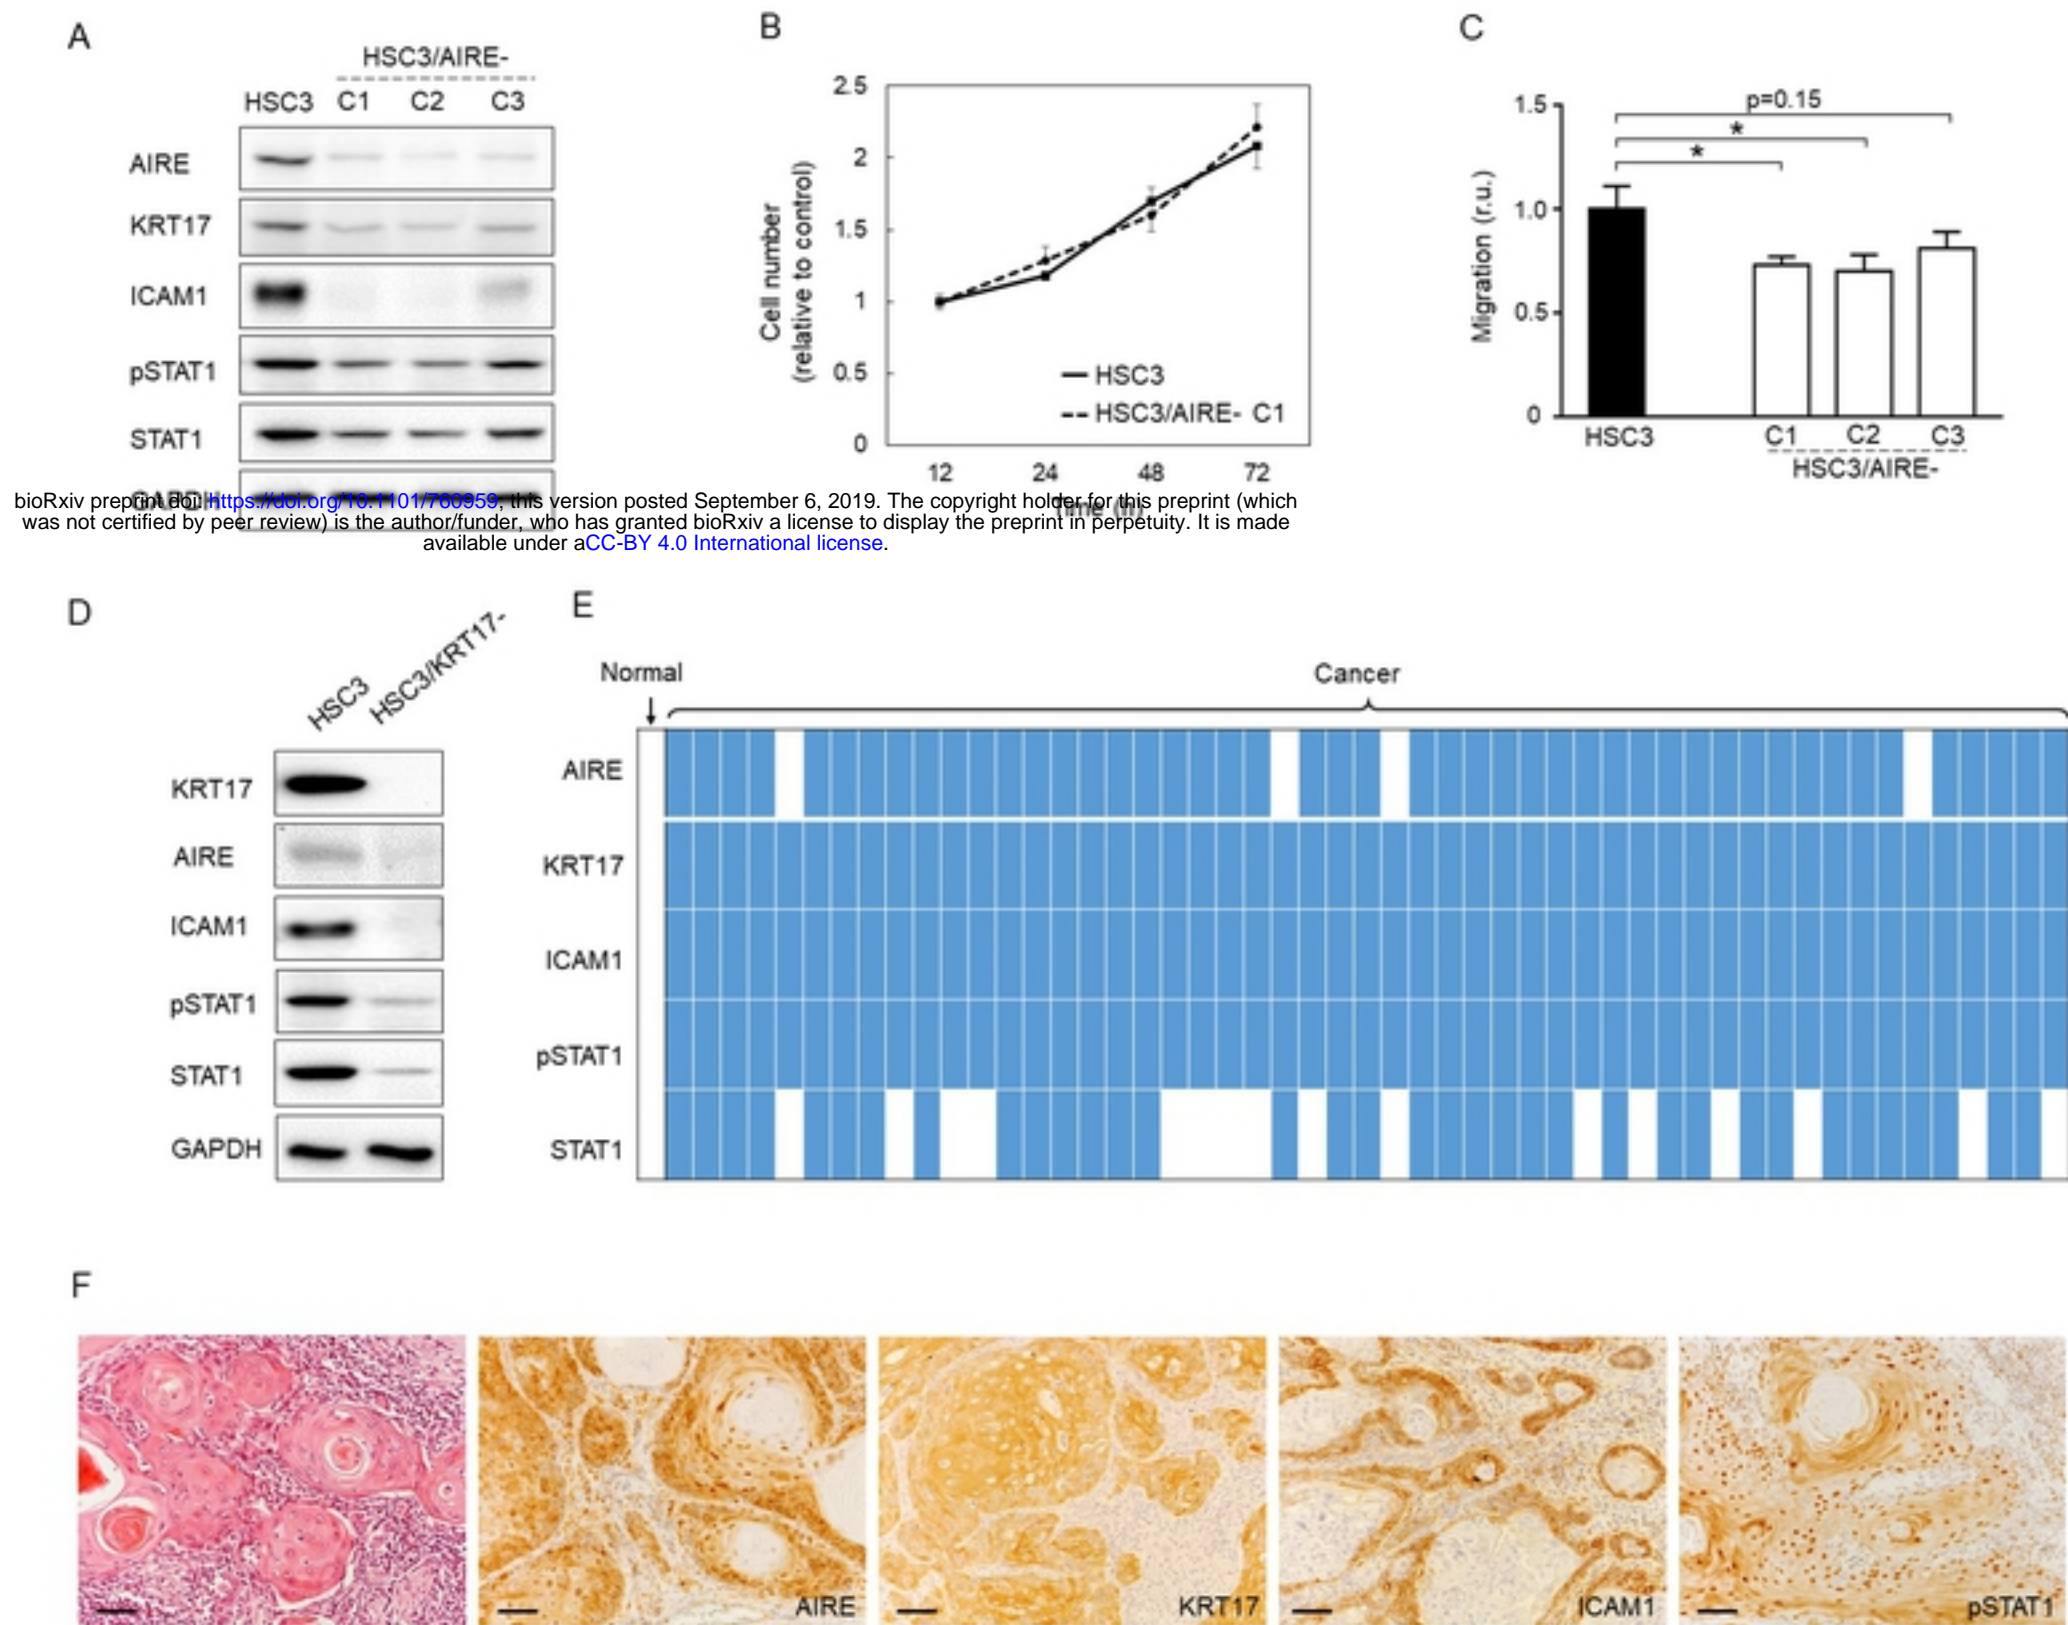 A
HSC3/AIRE-
HSC3 C1 C2 C3
AIRE
KRT17
ICAM1
pSTAT1
STAT1
GAPDH
B
2.5
2
1.5
1
0.5
0
Cell number
(relative to control)
HSC3
HSC3/AIRE- C1
12 24 48 72
Time (h)
C
1.5
1.0
0.5
0
Migration (r.u.)
p=0.15
*
*
HSC3 C1 C2 C3
HSC3/AIRE-
bioRxiv preprint doi: https://doi.org/10.1101/760959; this version posted September 6, 2019. The copyright holder for this preprint (which
was not certified by peer review) is the author/funder, who has granted bioRxiv a license to display the preprint in perpetuity. It is made
available under aCC-BY 4.0 International license.
D
HSC3 HSC3/KRT17-
KRT17
AIRE
ICAM1
pSTAT1
STAT1
GAPDH
E
Normal Cancer
AIRE
KRT17
ICAM1
pSTAT1
STAT1
F
AIRE KRT17 ICAM1 pSTAT1